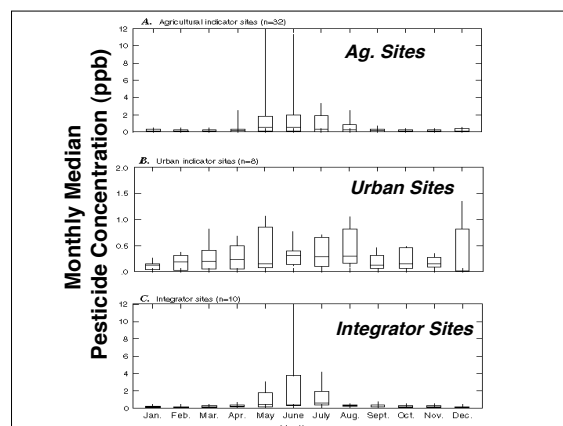 Monthly Median
Pesticide Concentration (ppb)
A. Agricultural indicator sites (n=32)
Ag. Sites
12
10
8
6
4
2
0
B. Urban indicator sites (n=8)
Urban Sites
2.0
1.5
1.0
0.5
0.0
C. Integrator sites (n=10)
Integrator Sites
12
10
8
6
4
2
0
Jan. Feb. Mar. Apr. May June July Aug. Sept. Oct. Nov. Dec.